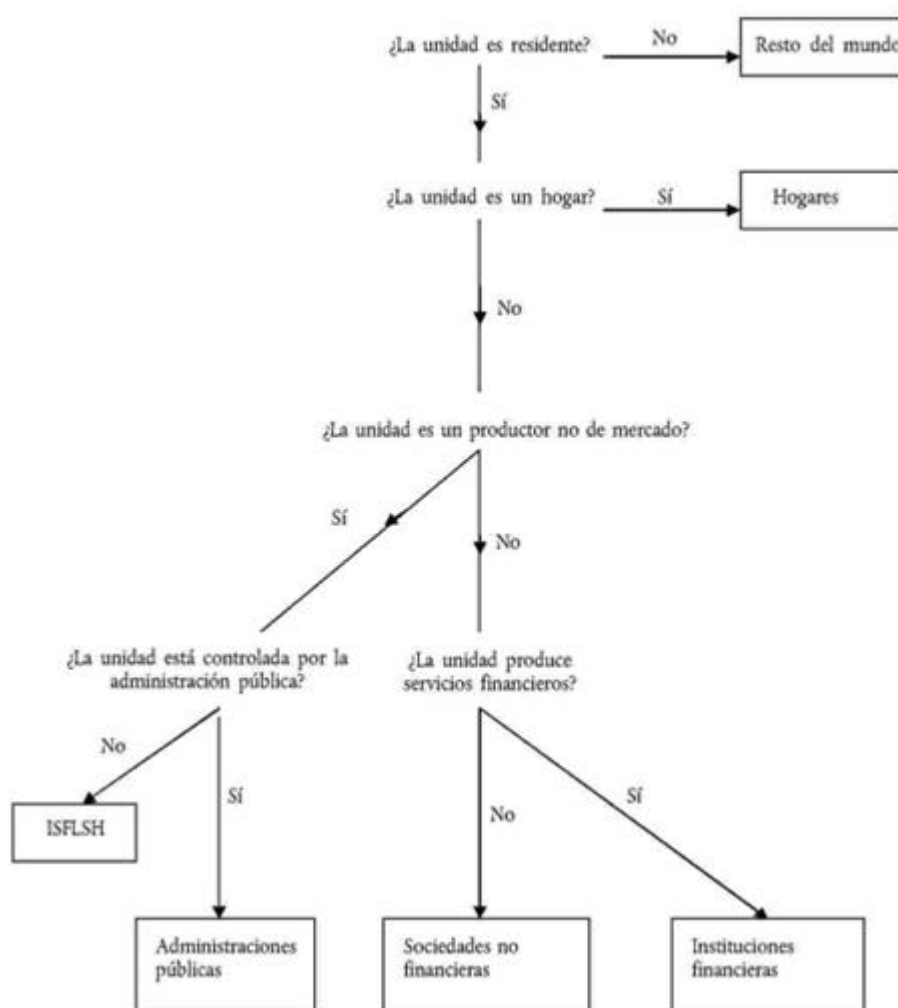 ¿La unidad es residente?
No
Resto del mundo
Sí
¿La unidad es un hogar?
Sí
Hogares
No
¿La unidad es un productor no de mercado?
Sí
No
¿La unidad está controlada por la
administración pública?
¿La unidad produce
servicios financieros?
No
Sí
No
Sí
ISFLSH
Administraciones
públicas
Sociedades no
financieras
Instituciones
financieras